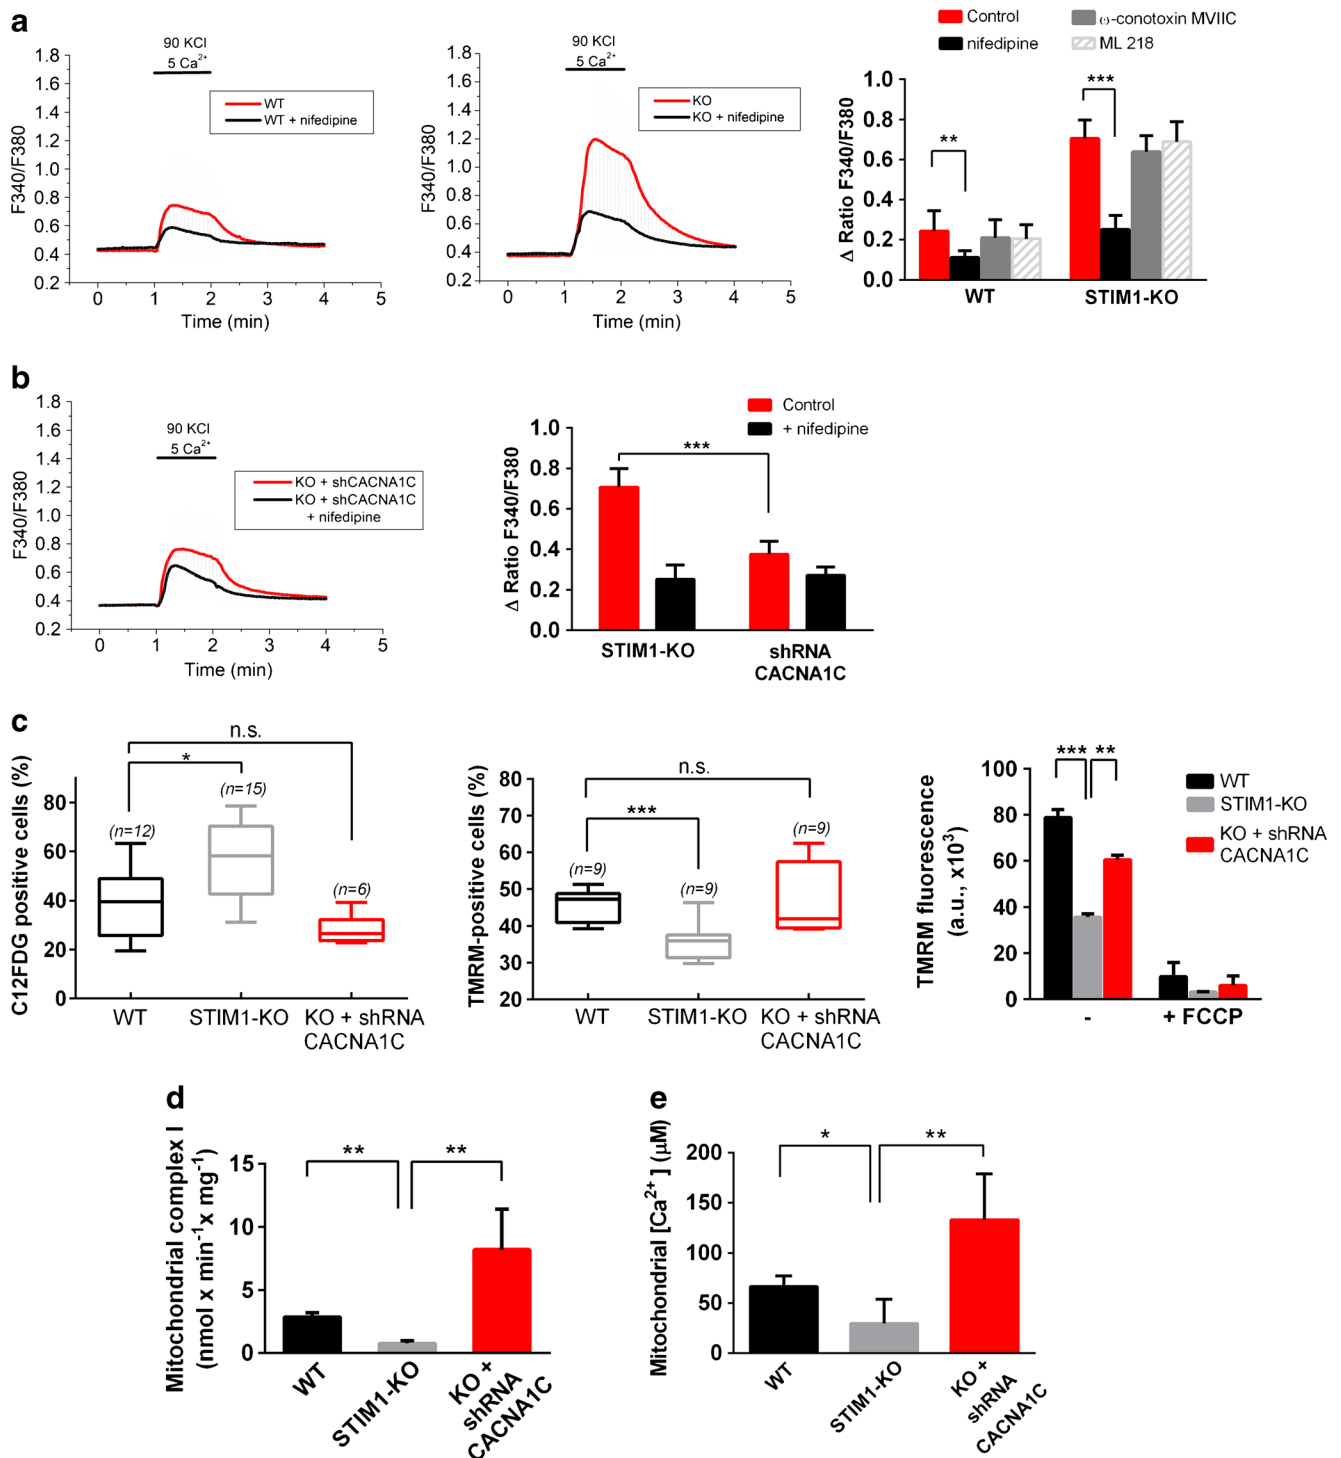 a
90 KCl
5 Ca²⁺
WT
WT + nifedipine
F340/F380
1.8
1.6
1.4
1.2
1.0
0.8
0.6
0.4
0.2
0 1 2 3 4 5
Time (min)
90 KCl
5 Ca²⁺
KO
KO + nifedipine
F340/F380
1.8
1.6
1.4
1.2
1.0
0.8
0.6
0.4
0.2
0 1 2 3 4 5
Time (min)
Control
nifedipine
ω-conotoxin MVIIC
ML 218
Δ Ratio F340/F380
1.0
0.8
0.6
0.4
0.2
0.0
**
***
WT STIM1-KO
b
90 KCl
5 Ca²⁺
KO + shCACNA1C
KO + shCACNA1C
+ nifedipine
F340/F380
1.8
1.6
1.4
1.2
1.0
0.8
0.6
0.4
0.2
0 1 2 3 4 5
Time (min)
Control
+ nifedipine
Δ Ratio F340/F380
1.0
0.8
0.6
0.4
0.2
0.0
***
STIM1-KO shRNA
CACNA1C
c
C12FDG positive cells (%)
80
60
40
20
0
n.s.
*
(n=12)
(n=15)
(n=6)
WT STIM1-KO KO + shRNA
CACNA1C
TMRM-positive cells (%)
80
70
60
50
40
30
20
n.s.
***
(n=9)
(n=9)
(n=9)
WT STIM1-KO KO + shRNA
CACNA1C
TMRM fluorescence
(a.u., x10³)
100
80
60
40
20
0
*** **
WT
STIM1-KO
KO + shRNA
CACNA1C
- + FCCP
d
Mitochondrial complex I
(nmol x min⁻¹x mg⁻¹)
15
10
5
0
** **
WT
STIM1-KO
KO +
shRNA
CACNA1C
e
Mitochondrial [Ca²⁺] (μM)
200
150
100
50
0
* **
WT
STIM1-KO
KO +
shRNA
CACNA1C